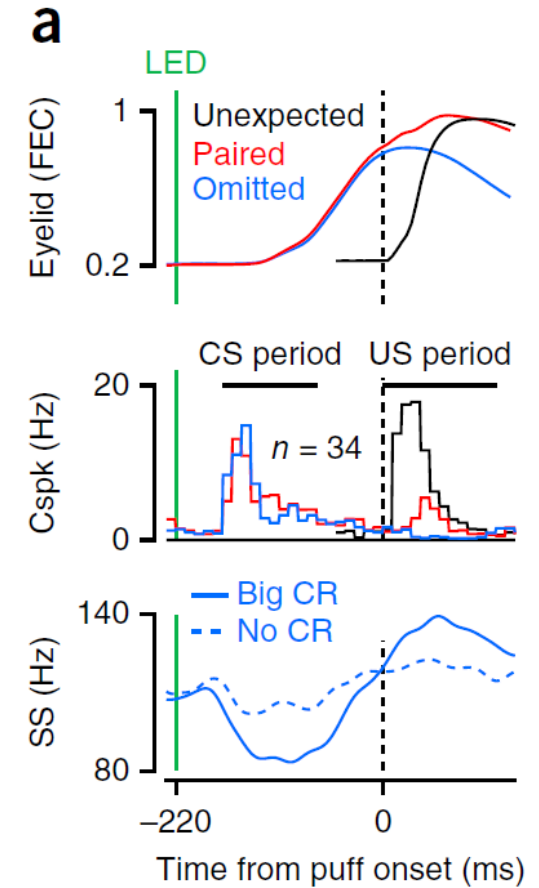 a
LED
1
Unexpected
Paired
Omitted
0.2
Eyelid (FEC)
CS period US period
20
n = 34
0
Cspk (Hz)
Big CR
No CR
140
80
SS (Hz)
–220 0
Time from puff onset (ms)